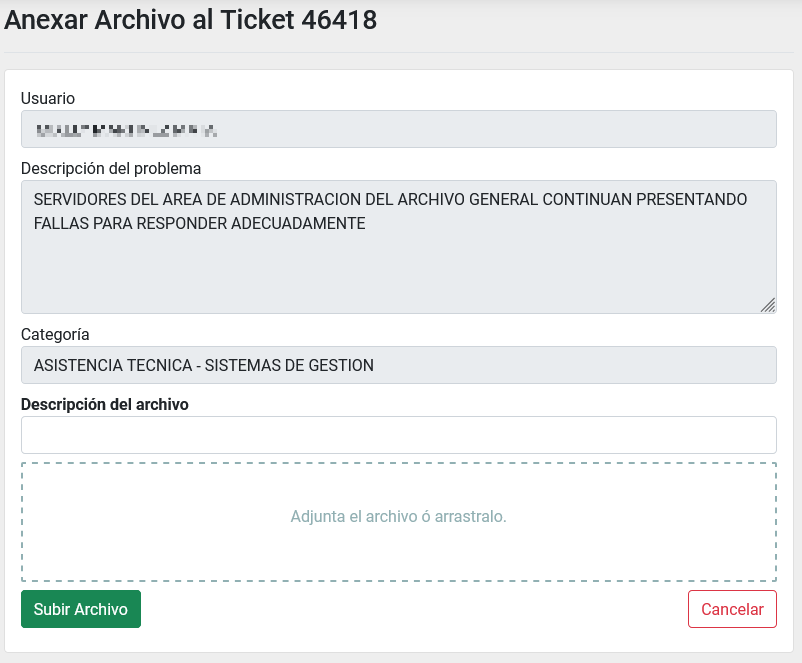 Anexar Archivo al Ticket 46418
Usuario
Descripción del problema
SERVIDORES DEL AREA DE ADMINISTRACION DEL ARCHIVO GENERAL CONTINUAN PRESENTANDO
FALLAS PARA RESPONDER ADECUADAMENTE
Categoría
ASISTENCIA TECNICA - SISTEMAS DE GESTION
Descripción del archivo
Adjunta el archivo ó arrastralo.
Subir Archivo
Cancelar